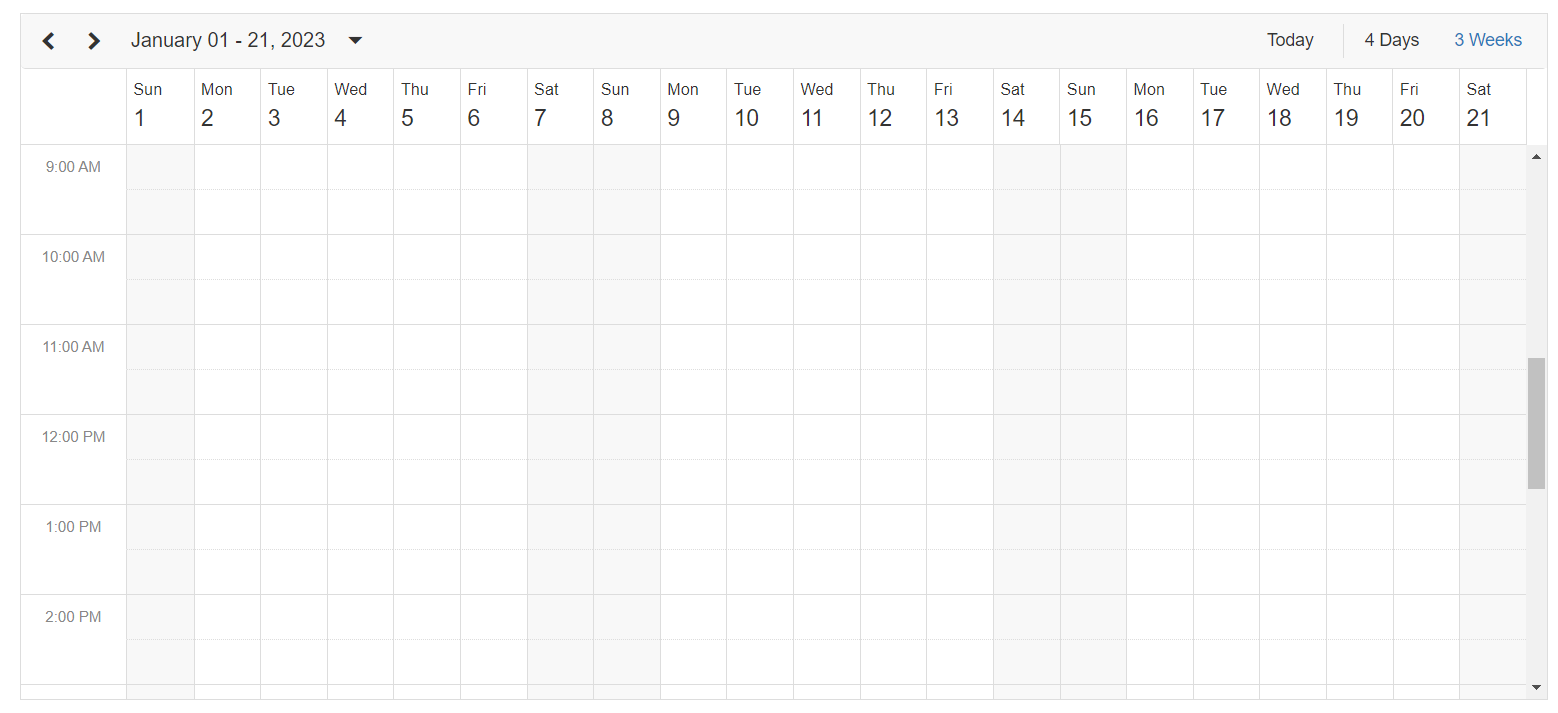 January 01 - 21, 2023 Today 4 Days 3 Weeks
Sun Mon Tue Wed Thu Fri Sat Sun Mon Tue Wed Thu Fri Sat Sun Mon Tue Wed Thu Fri Sat
1 2 3 4 5 6 7 8 9 10 11 12 13 14 15 16 17 18 19 20 21
9:00 AM
10:00 AM
11:00 AM
12:00 PM
1:00 PM
2:00 PM